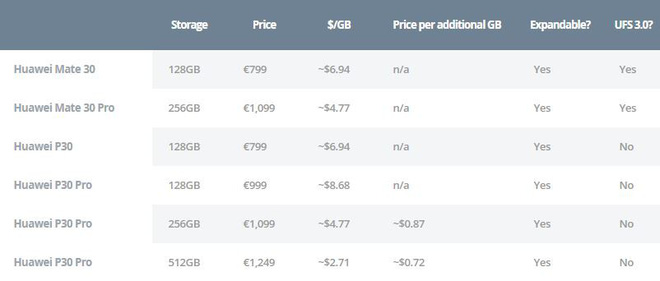 Storage Price $/GB Price per additional GB Expandable? UFS 3.0?
Huawei Mate 30 128GB €799 ~$6.94 n/a Yes Yes
Huawei Mate 30 Pro 256GB €1,099 ~$4.77 n/a Yes Yes
Huawei P30 128GB €799 ~$6.94 n/a Yes No
Huawei P30 Pro 128GB €999 ~$8.68 n/a Yes No
Huawei P30 Pro 256GB €1,099 ~$4.77 ~$0.87 Yes No
Huawei P30 Pro 512GB €1,249 ~$2.71 ~$0.72 Yes No